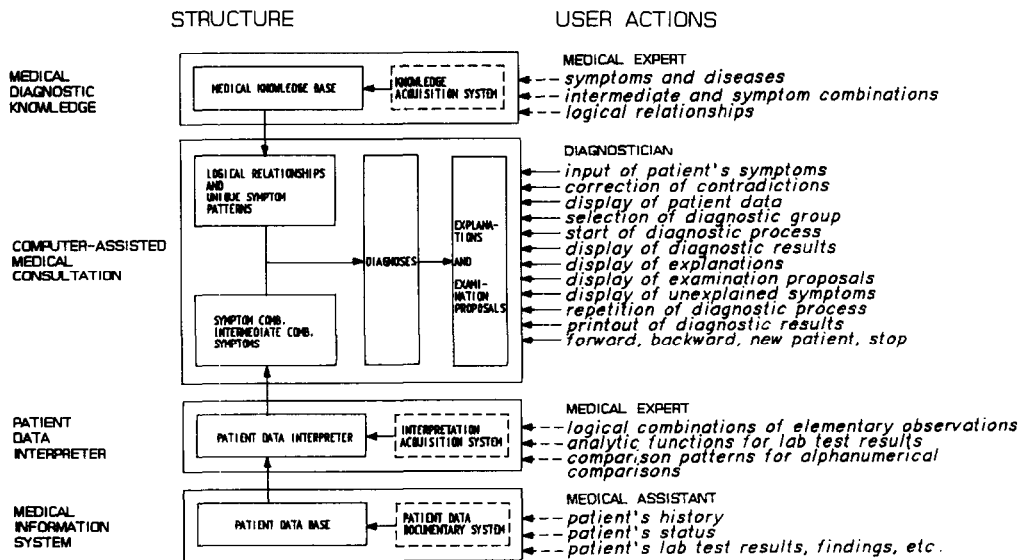 STRUCTURE
USER ACTIONS
MEDICAL
DIAGNOSTIC
KNOWLEDGE
MEDICAL KNOWLEDGE BASE
KNOWLEDGE
ACQUISITION SYSTEM
MEDICAL EXPERT
symptoms and diseases
intermediate and symptom combinations
logical relationships
COMPUTER-ASSISTED
MEDICAL
CONSULTATION
LOGICAL RELATIONSHIPS
AND
UNIQUE SYMPTOM
PATTERNS
SYMPTOM COMB.
INTERMEDIATE COMB.
SYMPTOMS
DIAGNOSES
EXPLANA-
TIONS
AND
EXAMI-
NATION
PROPOSALS
DIAGNOSTICIAN
input of patient's symptoms
correction of contradictions
display of patient data
selection of diagnostic group
start of diagnostic process
display of diagnostic results
display of explanations
display of examination proposals
display of unexplained symptoms
repetition of diagnostic process
printout of diagnostic results
forward, backward, new patient, stop
PATIENT
DATA
INTERPRETER
PATIENT DATA INTERPRETER
INTERPRETATION
ACQUISITION SYSTEM
MEDICAL EXPERT
logical combinations of elementary observations
analytic functions for lab test results
comparison patterns for alphanumerical
comparisons
MEDICAL
INFORMATION
SYSTEM
PATIENT DATA BASE
PATIENT DATA
DOCUMENTARY SYSTEM
MEDICAL ASSISTANT
patient's history
patient's status
patient's lab test results, findings, etc.